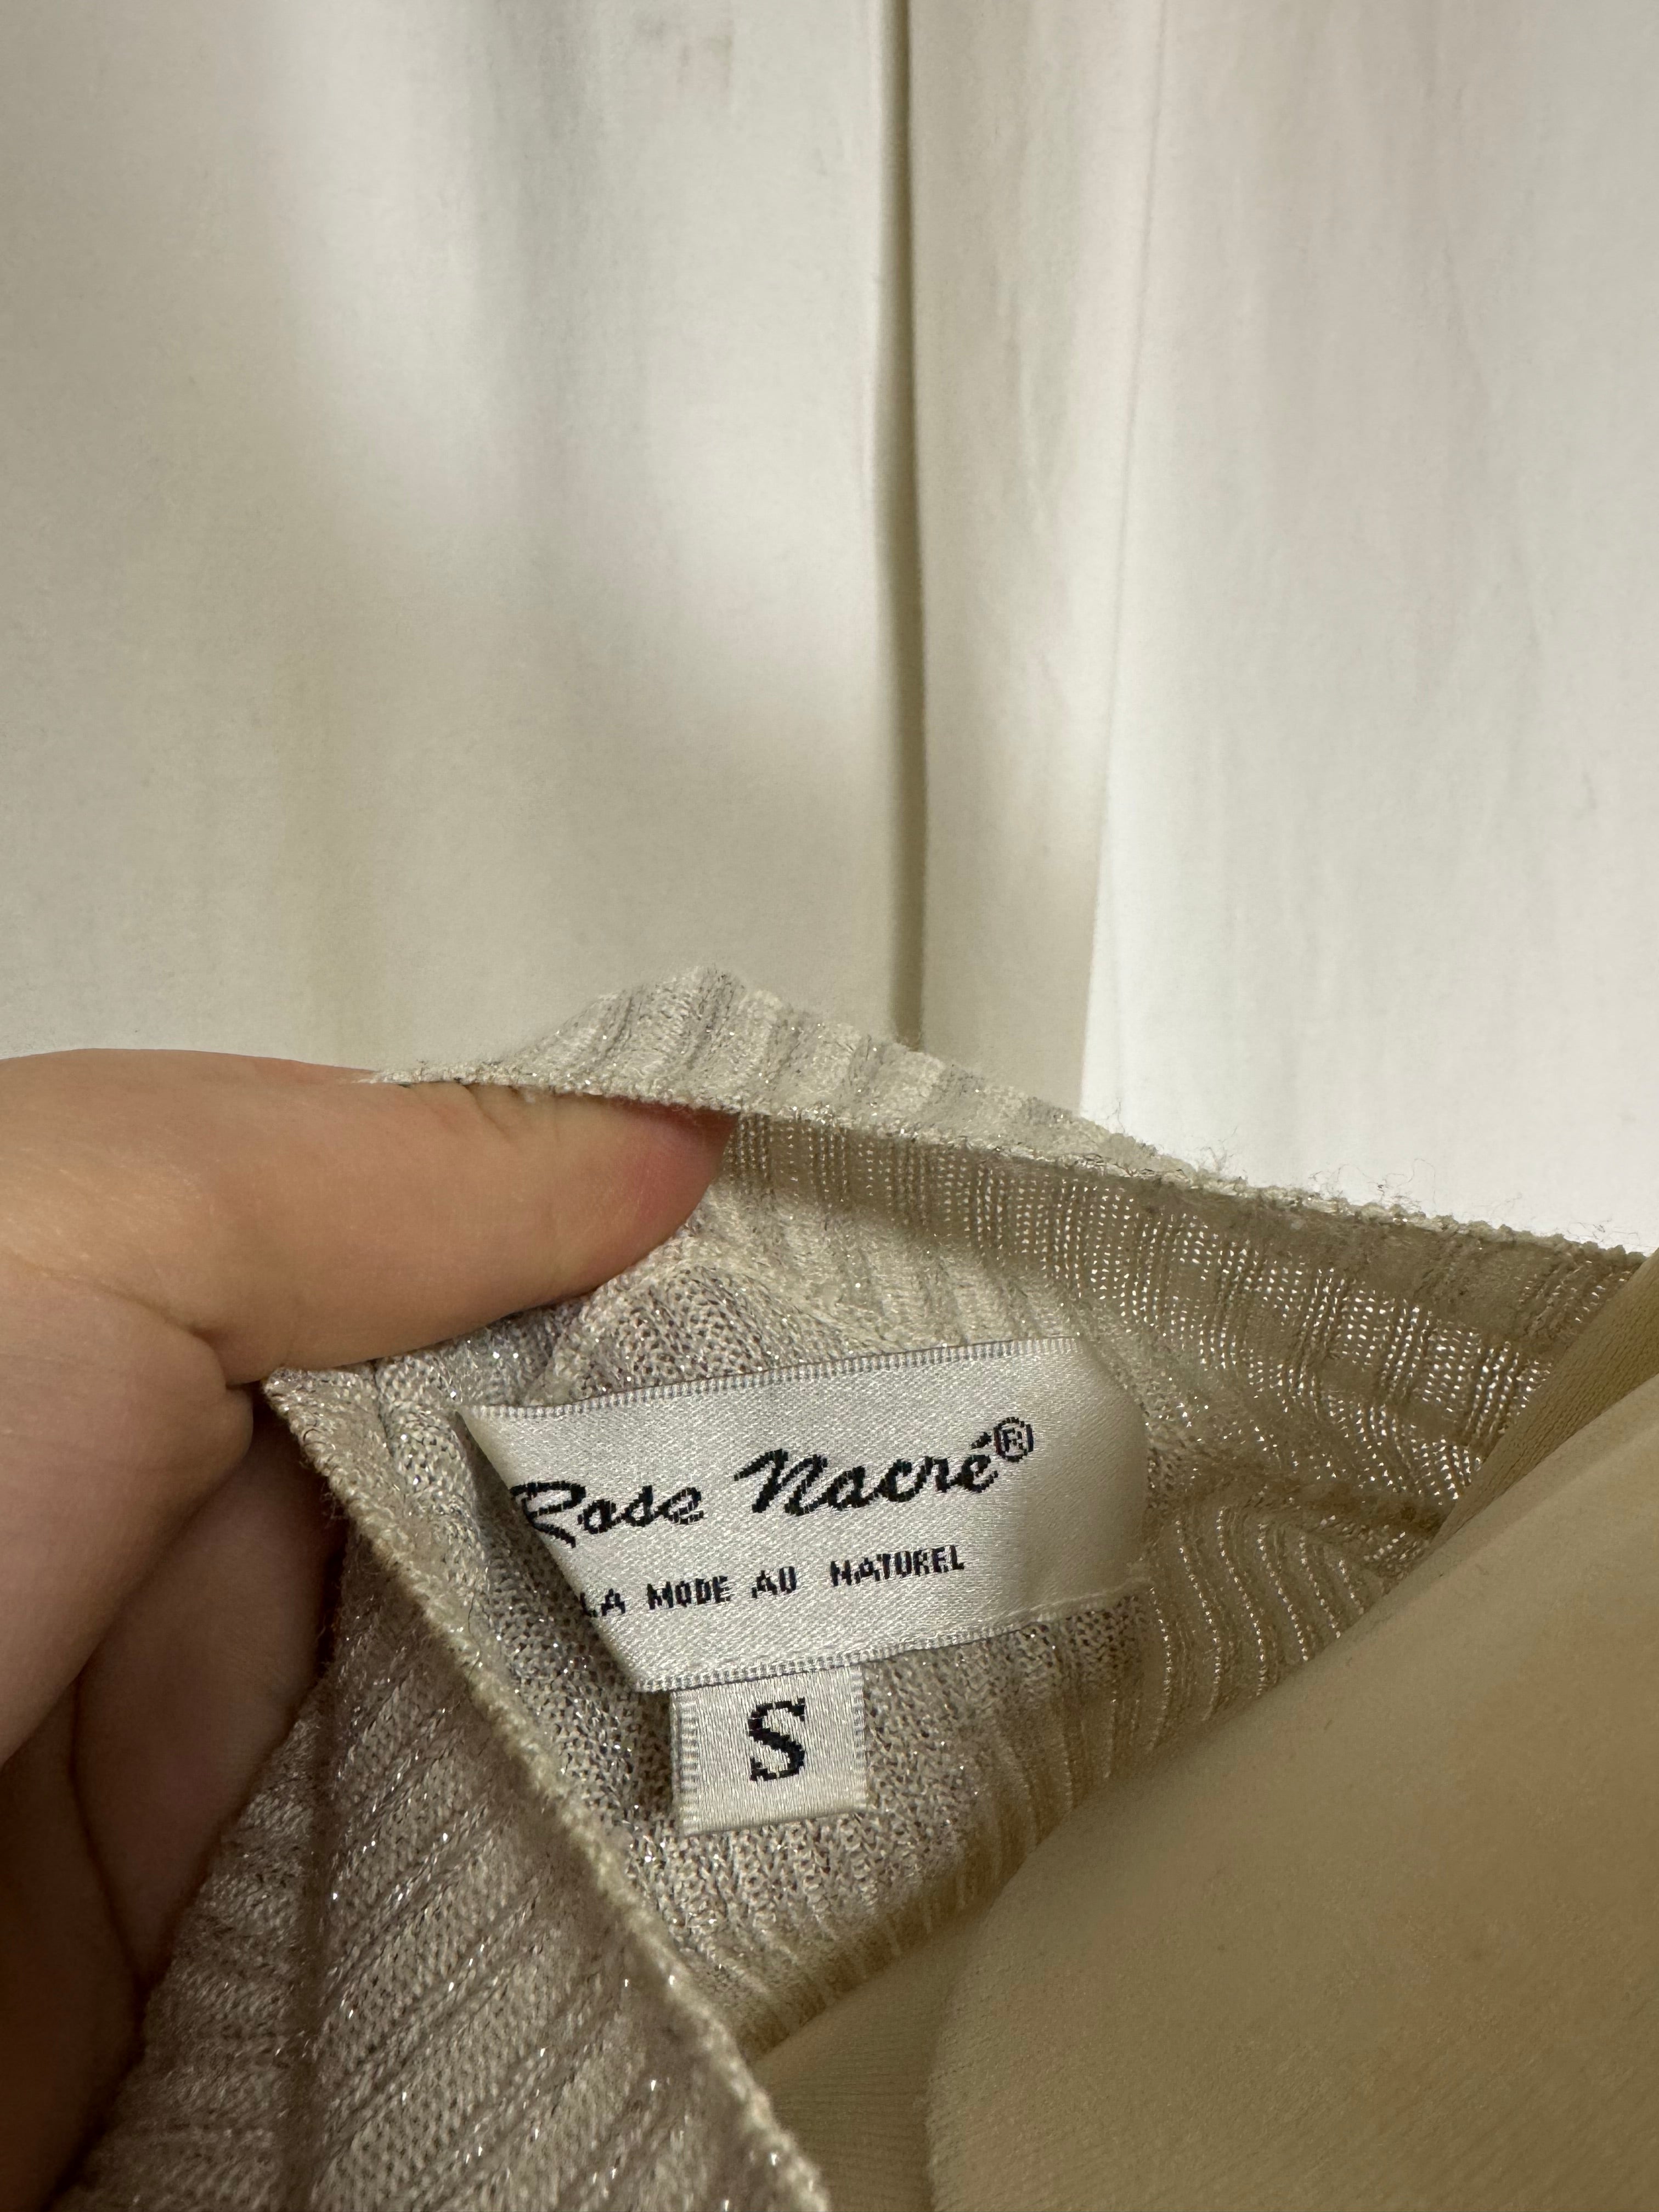 Rose Nacré®
LA MODE AU NATUREL
S